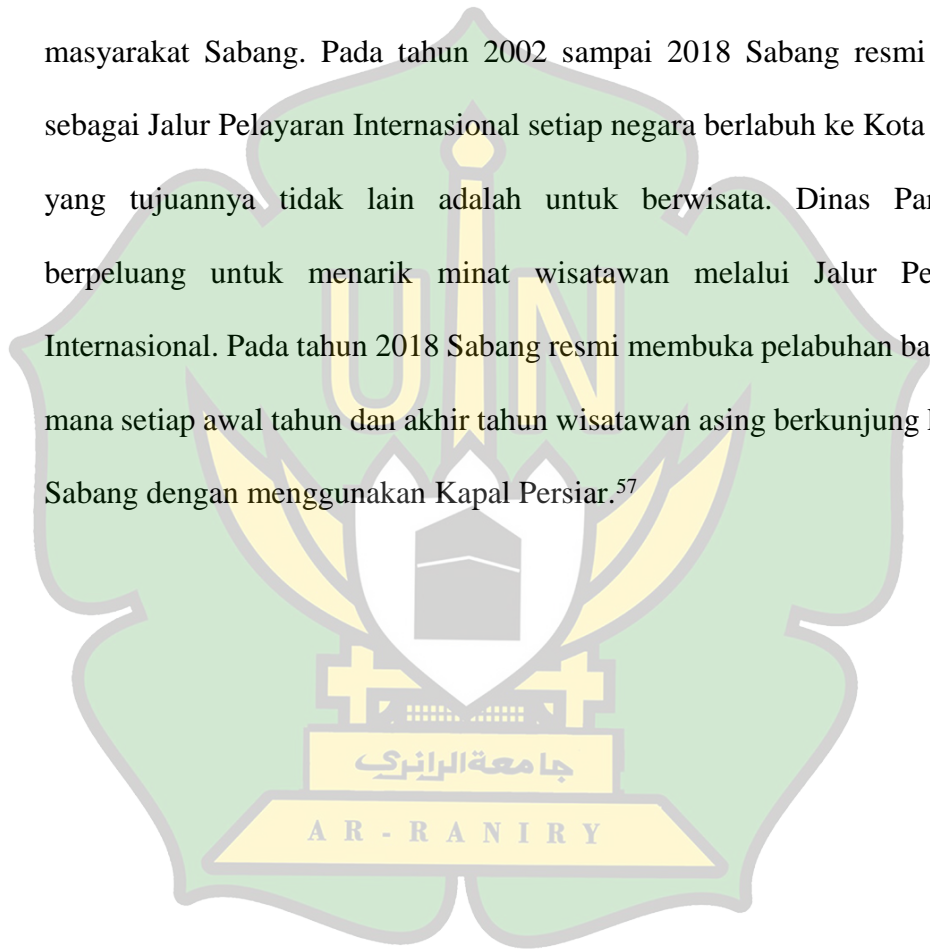 masyarakat Sabang. Pada tahun 2002 sampai 2018 Sabang resmi
sebagai Jalur Pelayaran Internasional setiap negara berlabuh ke Kota
yang tujuannya tidak lain adalah untuk berwisata. Dinas
berpeluang untuk menarik minat wisatawan melalui Jalur
Internasional. Pada tahun 2018 Sabang resmi membuka pelabuhan
mana setiap awal tahun dan akhir tahun wisatawan asing berkunjung
Sabang dengan menggunakan Kapal Persiar.57
UIN
جامعة الرانري
AR-RANIRY